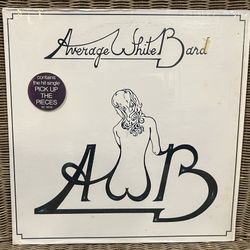 Average White Band
contains
the hit single
PICK UP
THE
PIECES
AWB